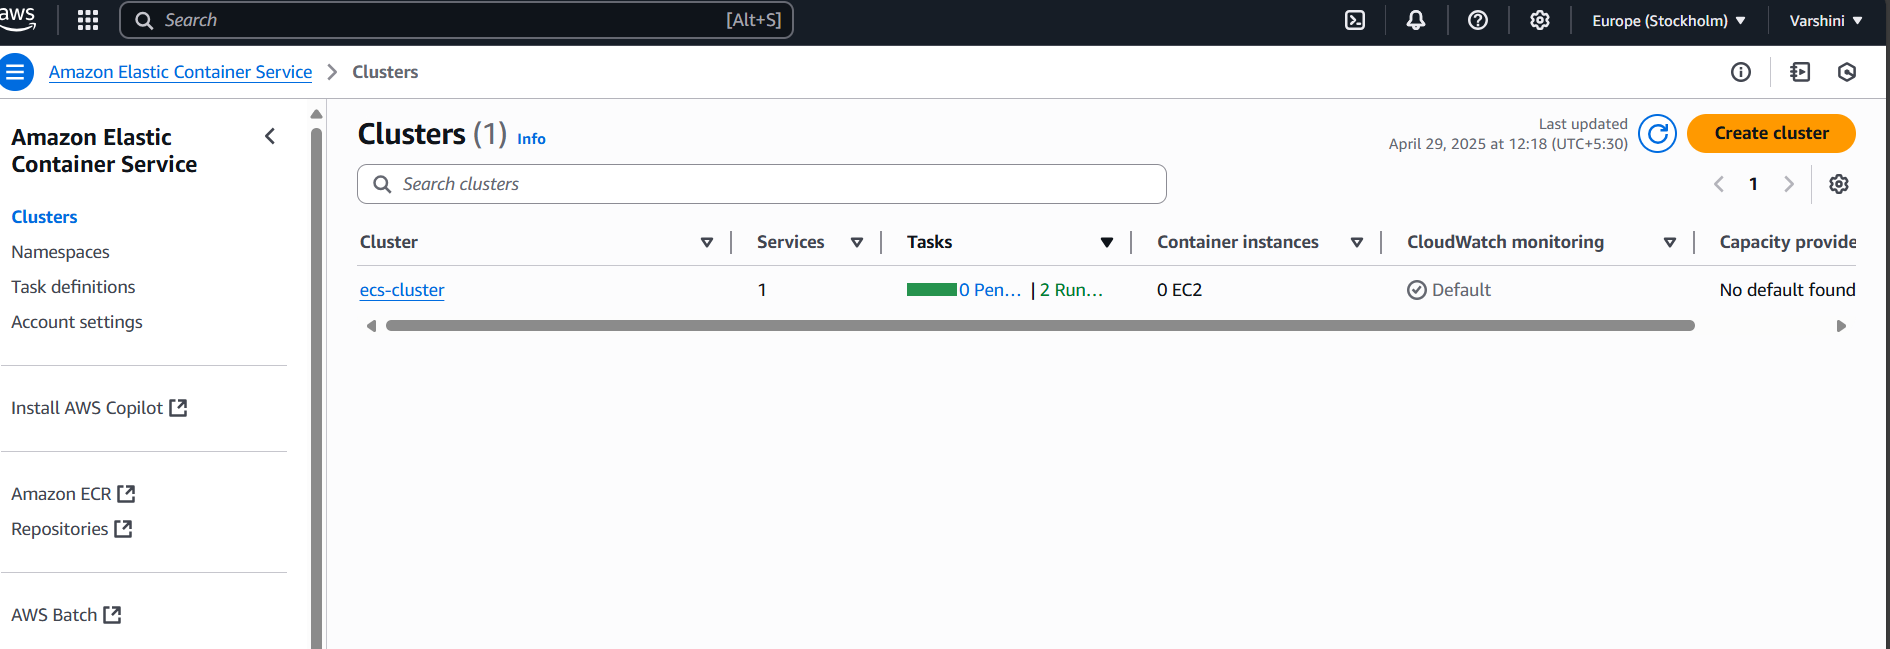 aws
Search [Alt+S] Europe (Stockholm) Varshini
Amazon Elastic Container Service Clusters
Amazon Elastic
Container Service
Clusters
Namespaces
Task definitions
Account settings
Install AWS Copilot
Amazon ECR
Repositories
AWS Batch
Clusters (1) Info
Last updated
April 29, 2025 at 12:18 (UTC+5:30)
Create cluster
Search clusters
1
Cluster Services Tasks Container instances CloudWatch monitoring Capacity provide
ecs-cluster 1 0 Pen... | 2 Run... 0 EC2 Default No default found